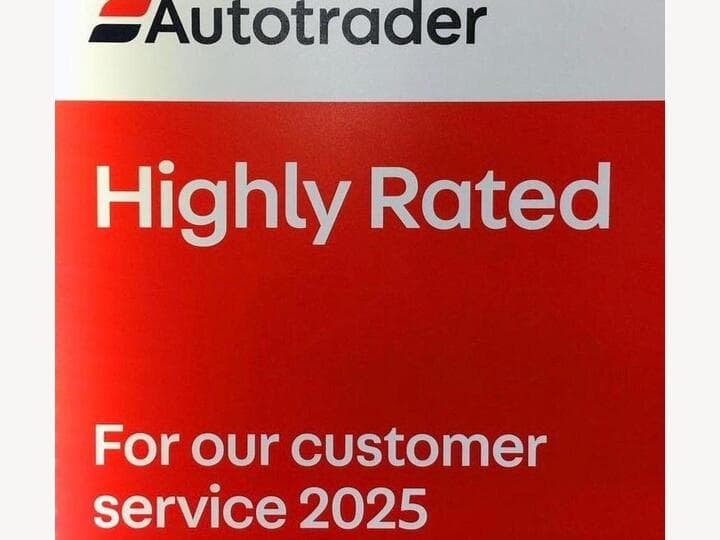 Autotrader
Highly Rated
For our customer
service 2025